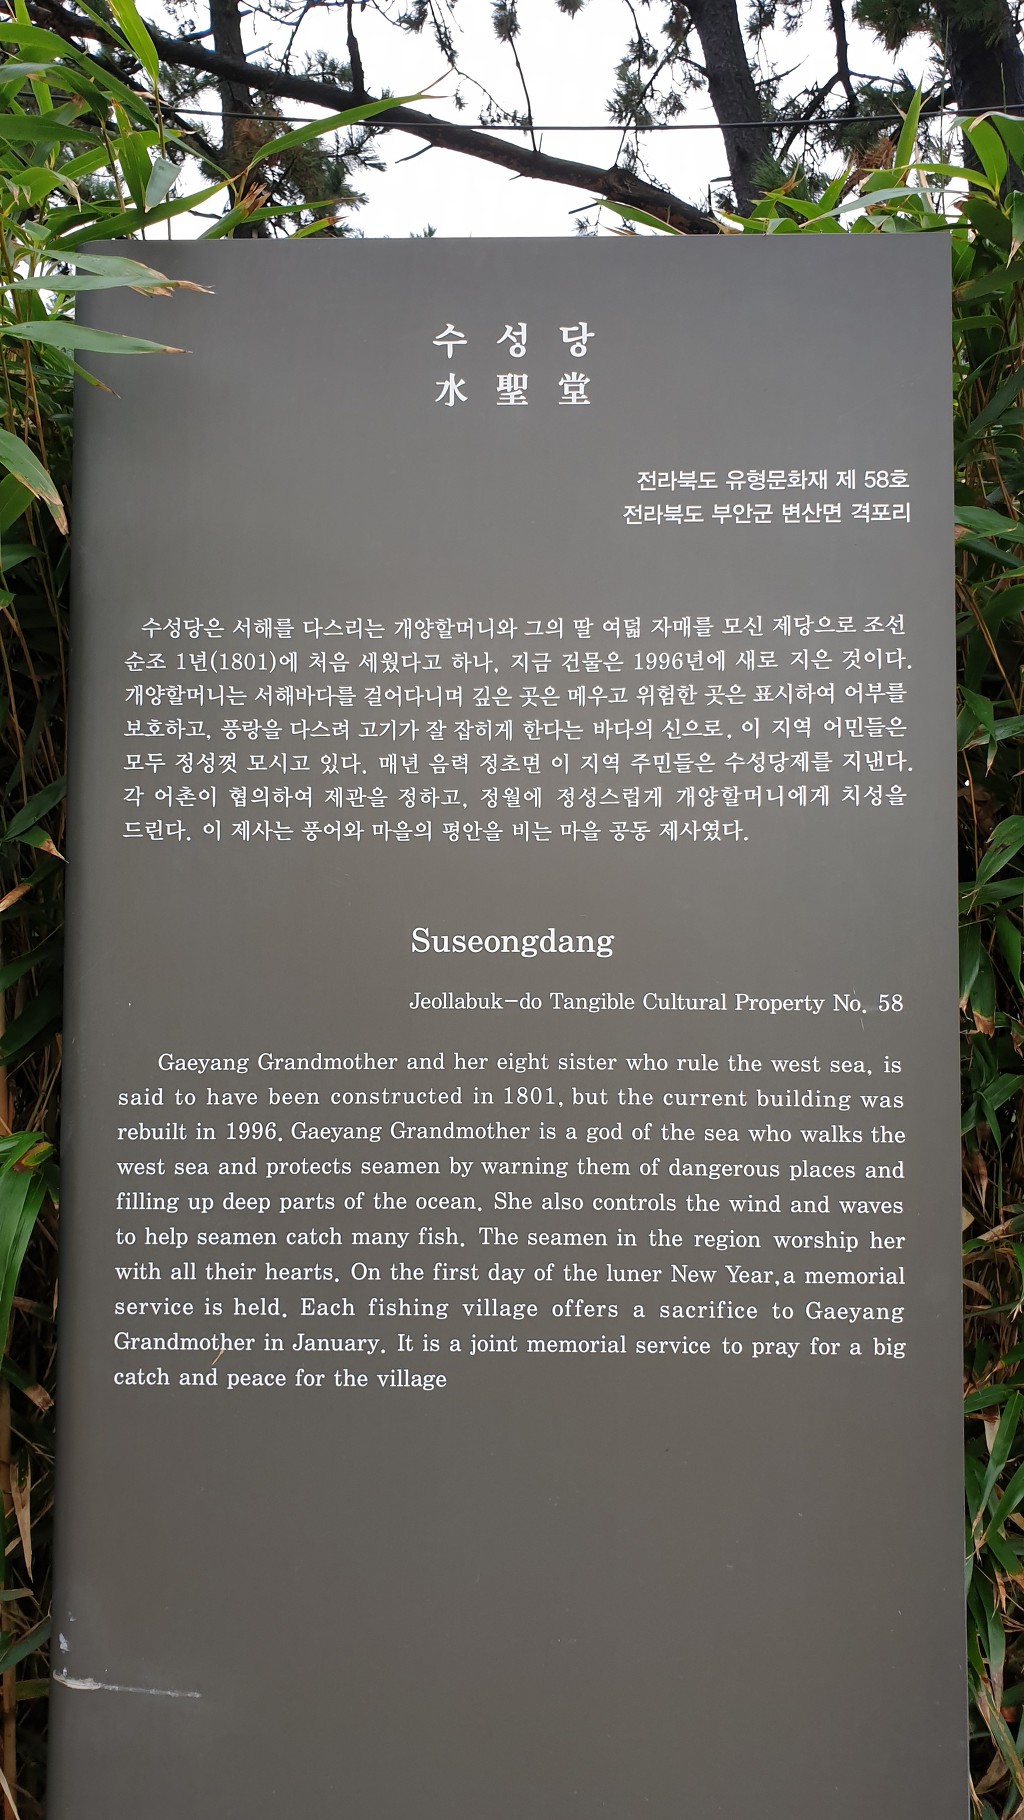 수성당
水聖堂
전라북도 유형문화재 제 58호
전라북도 부안군 변산면 격포리
수성당은 서해를 다스리는 개양할머니와 그의 딸 여덟 자매를 모신 제당으로 조선
순조 1년(1801)에 처음 세웠다고 하나, 지금 건물은 1996년에 새로 지은 것이다.
개양할머니는 서해바다를 걸어다니며 깊은 곳은 메우고 위험한 곳은 표시하여 어부를
보호하고, 풍랑을 다스려 고기가 잘 잡히게 한다는 바다의 신으로, 이 지역 어민들은
모두 정성껏 모시고 있다. 매년 음력 정초면 이 지역 주민들은 수성당제를 지낸다.
각 어촌이 협의하여 제관을 정하고, 정월에 정성스럽게 개양할머니에게 치성을
드린다. 이 제사는 풍어와 마을의 평안을 비는 마을 공동 제사였다.
Suseongdang
Jeollabuk-do Tangible Cultural Property No. 58
Gaeyang Grandmother and her eight sister who rule the west sea, is
said to have been constructed in 1801, but the current building was
rebuilt in 1996. Gaeyang Grandmother is a god of the sea who walks the
west sea and protects seamen by warning them of dangerous places and
filling up deep parts of the ocean. She also controls the wind and waves
to help seamen catch many fish. The seamen in the region worship her
with all their hearts. On the first day of the luner New Year,a memorial
service is held. Each fishing village offers a sacrifice to Gaeyang
Grandmother in January. It is a joint memorial service to pray for a big
catch and peace for the village